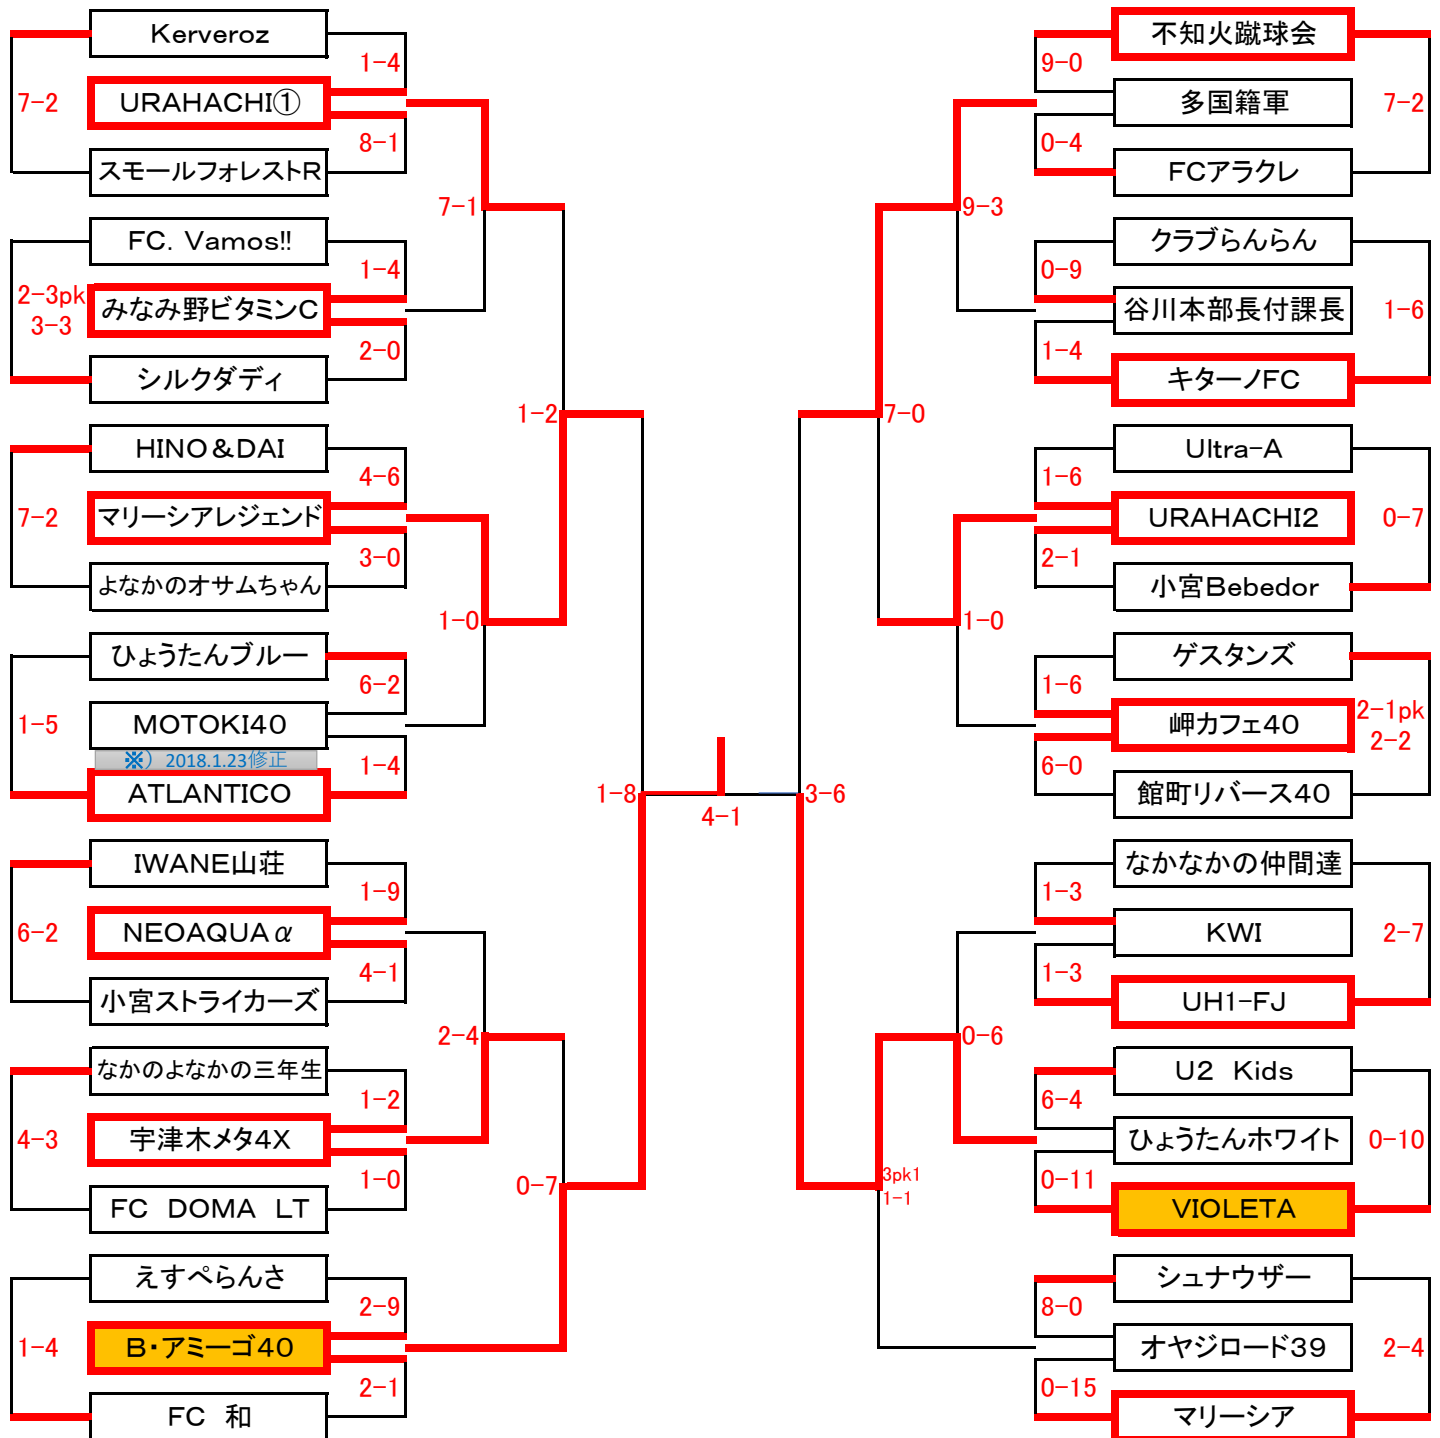 Kerveroz
1-4
7-2
URAHACHI①
8-1
スモールフォレストR
7-1
FC. Vamos!!
1-4
2-3pk
3-3
みなみ野ビタミンC
2-0
シルクダディ
1-2
HINO&DAI
4-6
7-2
マリーシアレジェンド
3-0
よなかのオサムちゃん
1-0
ひょうたんブルー
6-2
1-5
MOTOKI40
※）2018.1.23修正
1-4
ATLANTICO
1-8
4-1
IWANE山荘
1-9
6-2
NEOAQUAα
4-1
小宮ストライカーズ
2-4
なかのよなかの三年生
1-2
4-3
宇津木メタ4X
1-0
FC DOMA LT
0-7
えすぺらんさ
2-9
1-4
B・アミーゴ40
2-1
FC 和
不知火蹴球会
9-0
多国籍軍
7-2
0-4
FCアラクレ
9-3
クラブらんらん
0-9
谷川本部長付課長
1-6
1-4
キターノFC
7-0
Ultra-A
1-6
URAHACHI2
0-7
2-1
小宮Bebedor
1-0
ゲスタンズ
1-6
岬カフェ40
2-1pk
2-2
6-0
館町リバース40
3-6
なかなかの仲間達
1-3
KWI
2-7
1-3
UH1-FJ
0-6
U2 Kids
6-4
ひょうたんホワイト
0-10
0-11
VIOLETA
3pk1
1-1
シュナウザー
8-0
オヤジロード39
2-4
0-15
マリーシア